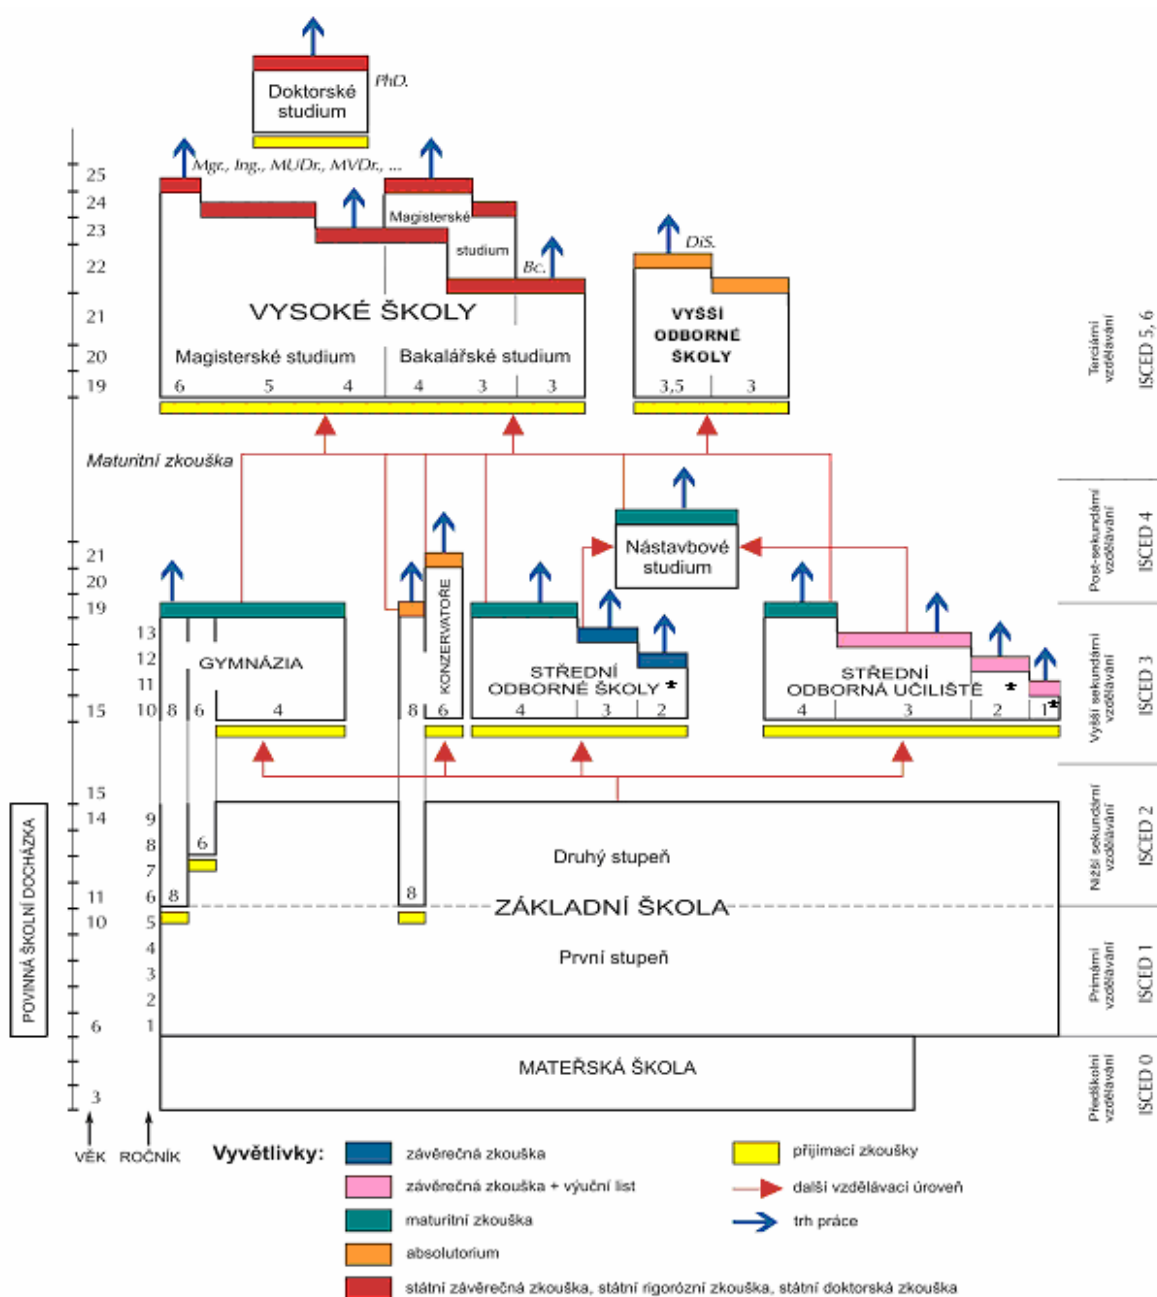 PhD.
Doktorské
studium
Mgr., Ing., MUDr., MVDr., ...
25
24
23
22
21
20
19
Magisterské
studium
Bc.
DiS.
VYSOKÉ ŠKOLY
VYŠŠÍ
ODBORNÉ
ŠKOLY
Magisterské studium
Bakalářské studium
6 5 4 4 3 3
3,5 3
Terciární
vzdělávání
ISCED 5, 6
Maturitní zkouška
Nástavbové
studium
Post-sekundární
vzdělávání
ISCED 4
21
20
19
15
13
12
11
10
GYMNÁZIA
8 6 4
KONZERVATOŘE
8 6
STŘEDNÍ
ODBORNÉ ŠKOLY *
4 3 2
STŘEDNÍ
ODBORNÁ UČILIŠTĚ *
4 3 2 1*
Vyšší sekundární
vzdělávání
ISCED 3
POVINNÁ ŠKOLNÍ DOCHÁZKA
15
14
11
10
6
3
9
8
7
6
5
4
3
2
1
6
8
8
Druhý stupeň
ZÁKLADNÍ ŠKOLA
První stupeň
Nižší sekundární
vzdělávání
ISCED 2
Primární
vzdělávání
ISCED 1
MATEŘSKÁ ŠKOLA
Předškolní
vzdělávání
ISCED 0
VĚK
ROČNÍK
Vyvětlivky:
závěrečná zkouška
závěrečná zkouška + výuční list
maturitní zkouška
absolutorium
státní závěrečná zkouška, státní rigorózní zkouška, státní doktorská zkouška
přijímací zkoušky
další vzdělávací úroveň
trh práce